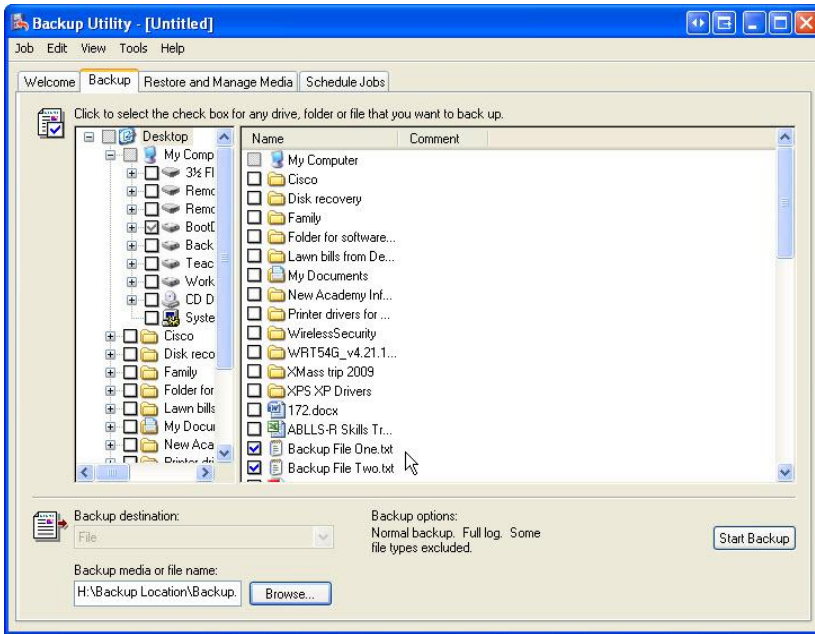 Backup Utility - [Untitled]
Job Edit View Tools Help
Welcome Backup Restore and Manage Media Schedule Jobs
Click to select the check box for any drive, folder or file that you want to back up.
Desktop
My Comp
3½ Fl
Remo
Remo
BootD
Back
Teac
Work
CD D
Syste
Cisco
Disk reco
Family
Folder for
Lawn bills
My Docu
New Aca
Printer dri
Name Comment
My Computer
Cisco
Disk recovery
Family
Folder for software...
Lawn bills from De...
My Documents
New Academy Inf...
Printer drivers for ...
WirelessSecurity
WRT54G_v4.21.1...
XMass trip 2009
XPS XP Drivers
172.docx
ABLLS-R Skills Tr...
Backup File One.txt
Backup File Two.txt
Backup destination:
File
Backup media or file name:
H:\Backup Location\Backup.
Browse...
Backup options:
Normal backup. Full log. Some
file types excluded.
Start Backup